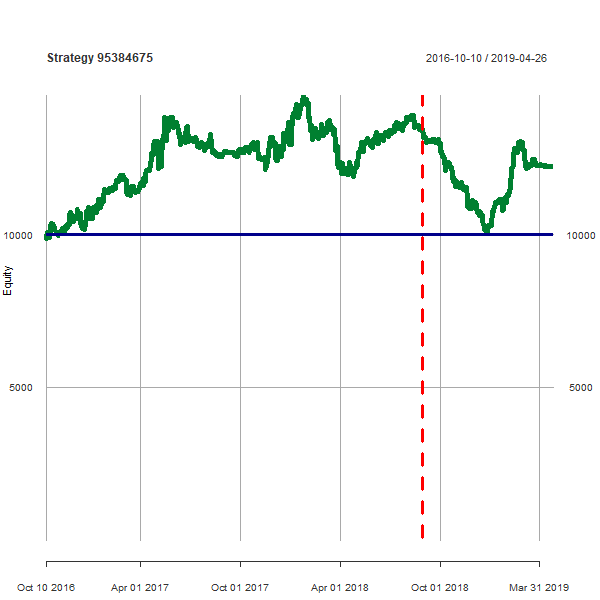 Strategy 95384675
2016-10-10 / 2019-04-26
10000
10000
Equity
5000
5000
Oct 10 2016
Apr 01 2017
Oct 01 2017
Apr 01 2018
Oct 01 2018
Mar 31 2019